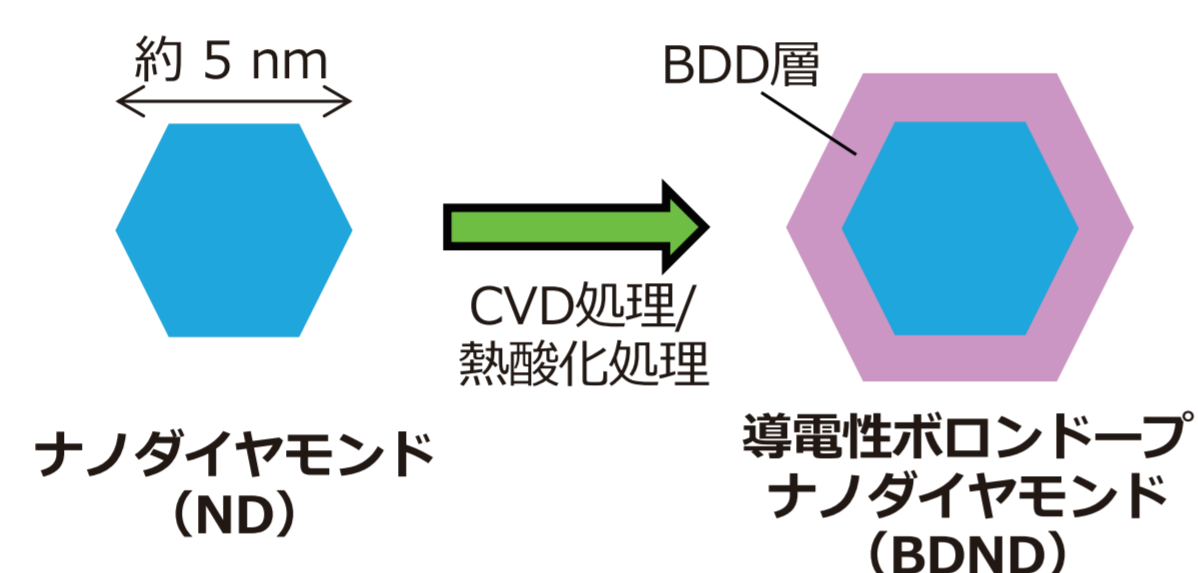 約 5 nm
BDD層
CVD処理/
熱酸化処理
ナノダイヤモンド
（ND）
導電性ボロンドープ
ナノダイヤモンド
（BDND）